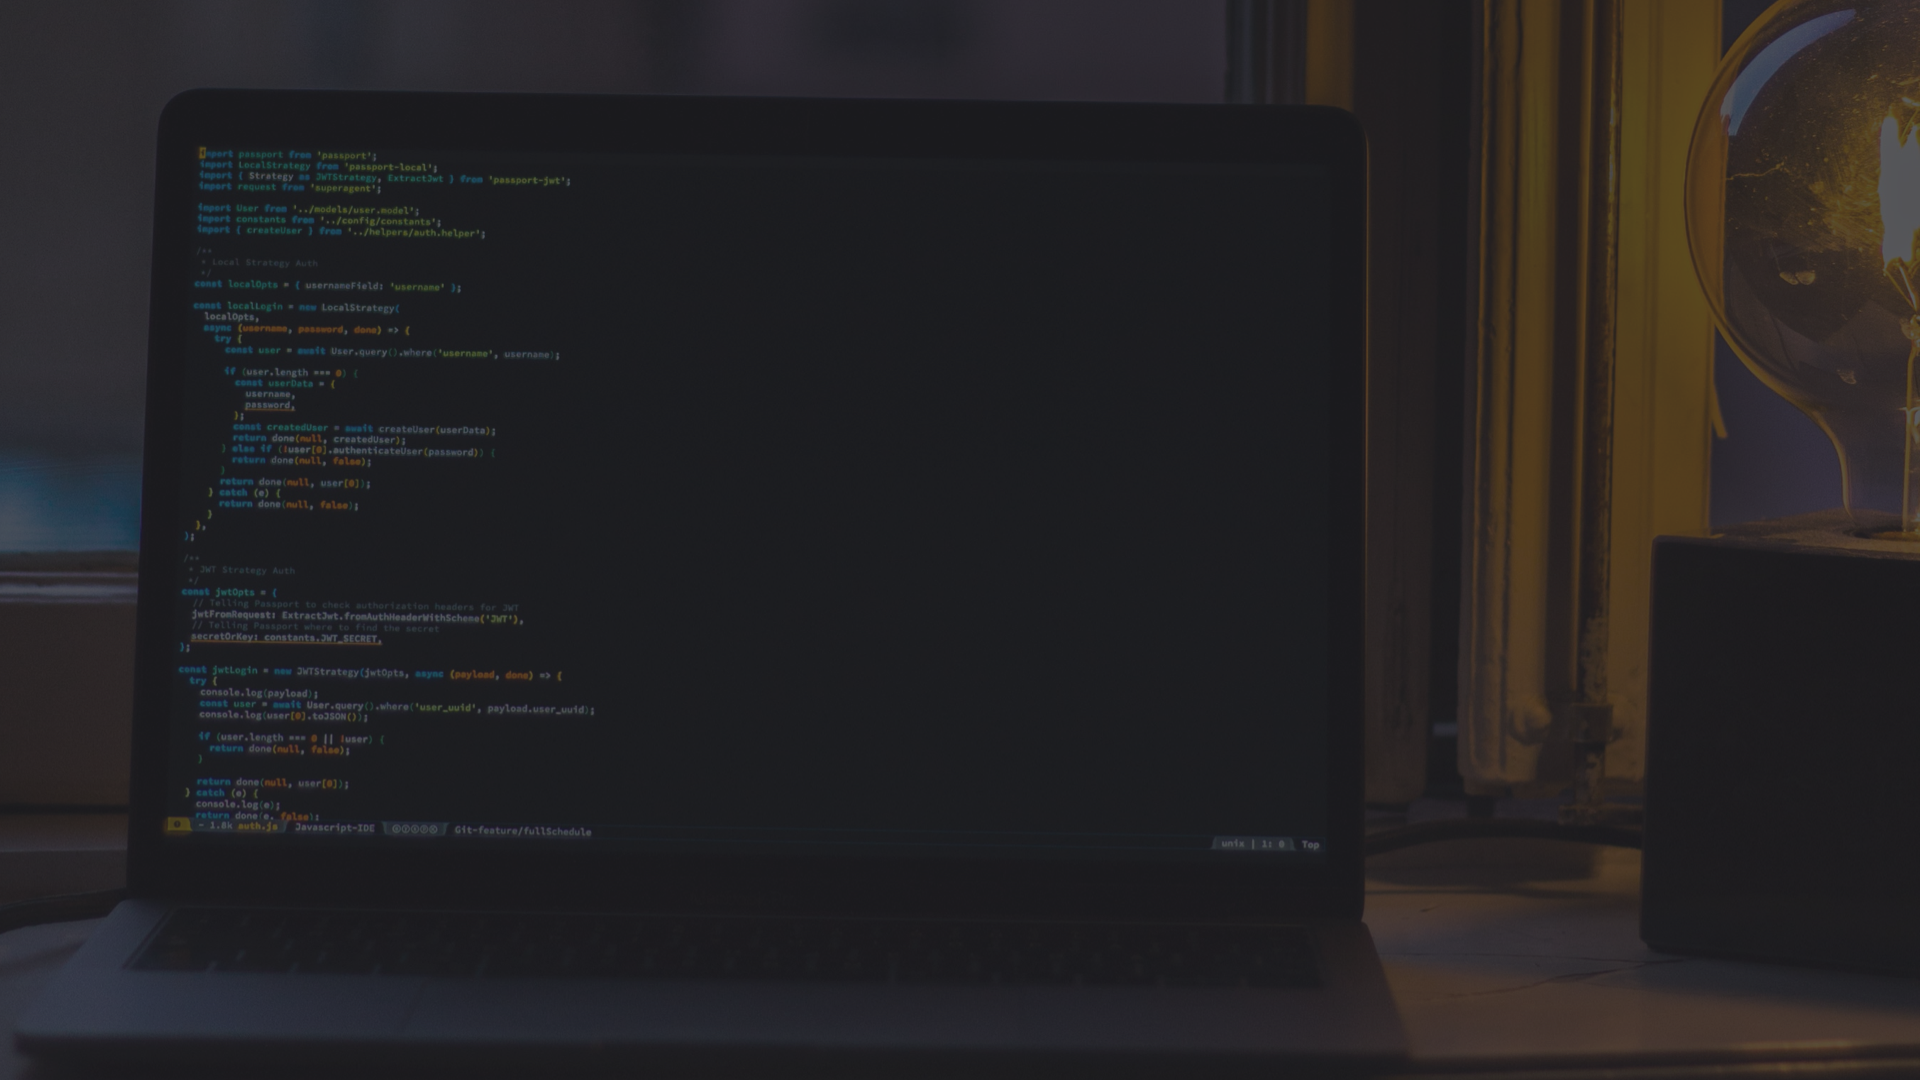 import passport from 'passport';
import LocalStrategy from 'passport-local';
import { Strategy as JWTStrategy, ExtractJwt } from 'passport-jwt';
import request from 'superagent';
import User from '../models/user.model';
import constants from '../config/constants';
import { createUser } from '../helpers/auth.helper';
/**
* Local Strategy Auth
*/
const localOpts = { usernameField: 'username' };
const localLogin = new LocalStrategy(
localOpts,
async (username, password, done) => {
try {
const user = await User.query().where('username', username);
if (user.length === 0) {
const userData = {
username,
password,
};
const createdUser = await createUser(userData);
return done(null, createdUser);
} else if (!user[0].authenticateUser(password)) {
return done(null, false);
}
return done(null, user[0]);
} catch (e) {
return done(null, false);
}
},
);
/**
* JWT Strategy Auth
*/
const jwtOpts = {
// Telling Passport to check authorization headers for JWT
jwtFromRequest: ExtractJwt.fromAuthHeaderWithScheme('JWT'),
// Telling Passport where to find the secret
secretOrKey: constants.JWT_SECRET,
};
const jwtLogin = new JWTStrategy(jwtOpts, async (payload, done) => {
try {
console.log(payload);
const user = await User.query().where('user_uuid', payload.user_uuid);
console.log(user[0].toJSON());
if (user.length === 0 || !user) {
return done(null, false);
}
return done(null, user[0]);
} catch (e) {
console.log(e);
return done(e, false);
- 1.8k auth.js Javascript-IDE Git-feature/fullSchedule unix | 1: 0 Top